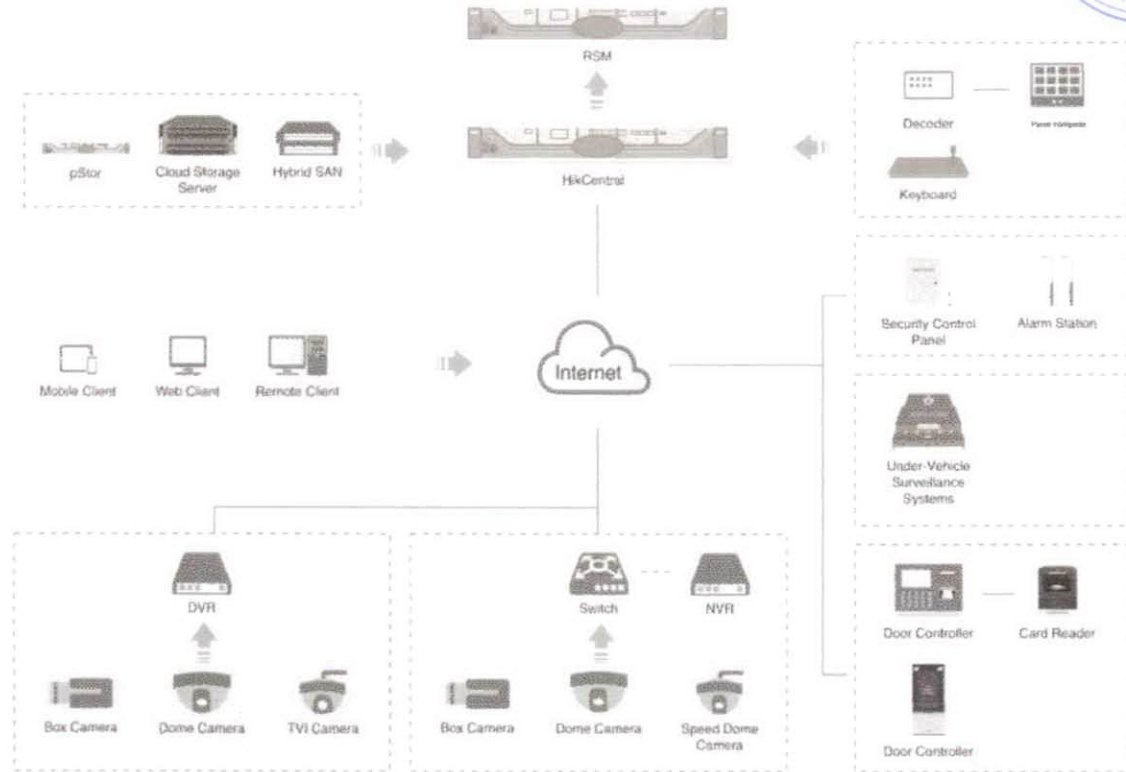 RSM
pStor
Cloud Storage
Server
Hybrid SAN
HikCentral
Decoder
Keyboard
Mobile Client
Web Client
Remote Client
Internet
Security Control
Panel
Alarm Station
Under-Vehicle
Surveillance
Systems
DVR
Box Camera
Dome Camera
TVI Camera
Switch
NVR
Box Camera
Dome Camera
Speed Dome
Camera
Door Controller
Card Reader
Door Controller